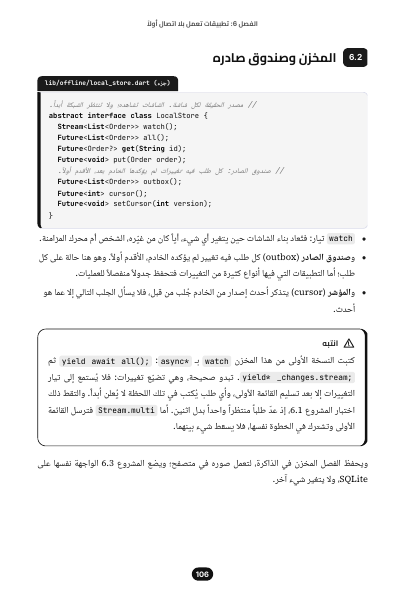 الفصل 6: تطبيقات تعمل بلا اتصال أولاً
6.2 المخزن وصندوق صادره
lib/offline/local_store.dart (جزء)
// مصدر الحقيقة لكل شاشة. الشاشات تشاهده؛ ولا تنتظر الشبكة أبداً.
abstract interface class LocalStore {
Stream<List<Order>> watch();
Future<List<Order>> all();
Future<Order?> get(String id);
Future<void> put(Order order);
// صندوق الصادر: كل طلب فيه تغييرات لم يؤكدها الخادم بعد، الأقدم أولاً.
Future<List<Order>> outbox();
Future<int> cursor();
Future<void> setCursor(int version);
}
• watch تيار: فتُعاد بناء الشاشات حين يتغير أي شيء، أياً كان من غيّره، الشخص أم محرك المزامنة.
• وصندوق الصادر (outbox) كل طلب فيه تغيير لم يؤكده الخادم، الأقدم أولاً. وهو هنا حالة على كل
طلب؛ أما التطبيقات التي فيها أنواع كثيرة من التغييرات فتحفظ جدولاً منفصلاً للعمليات.
• والمؤشر (cursor) يتذكر أحدث إصدار من الخادم جُلب من قبل، فلا يسأل الجلب التالي إلا عما هو
أحدث.
انتبه
كتبت النسخة الأولى من هذا المخزن watch بـ async*: yield await all(); ثم
yield* _changes.stream;. تبدو صحيحة، وهي تضيّع تغييرات: فلا يُستمع إلى تيار
التغييرات إلا بعد تسليم القائمة الأولى، وأي طلب يُكتب في تلك اللحظة لا يُعلن أبداً. والتقط ذلك
اختبار المشروع 6.1، إذ عدّ طلباً منتظراً واحداً بدل اثنين. أما Stream.multi فترسل القائمة
الأولى وتشترك في الخطوة نفسها، فلا يسقط شيء بينهما.
ويحفظ الفصل المخزن في الذاكرة، لتعمل صوره في متصفح؛ ويضع المشروع 6.3 الواجهة نفسها على
SQLite، ولا يتغير شيء آخر.
106